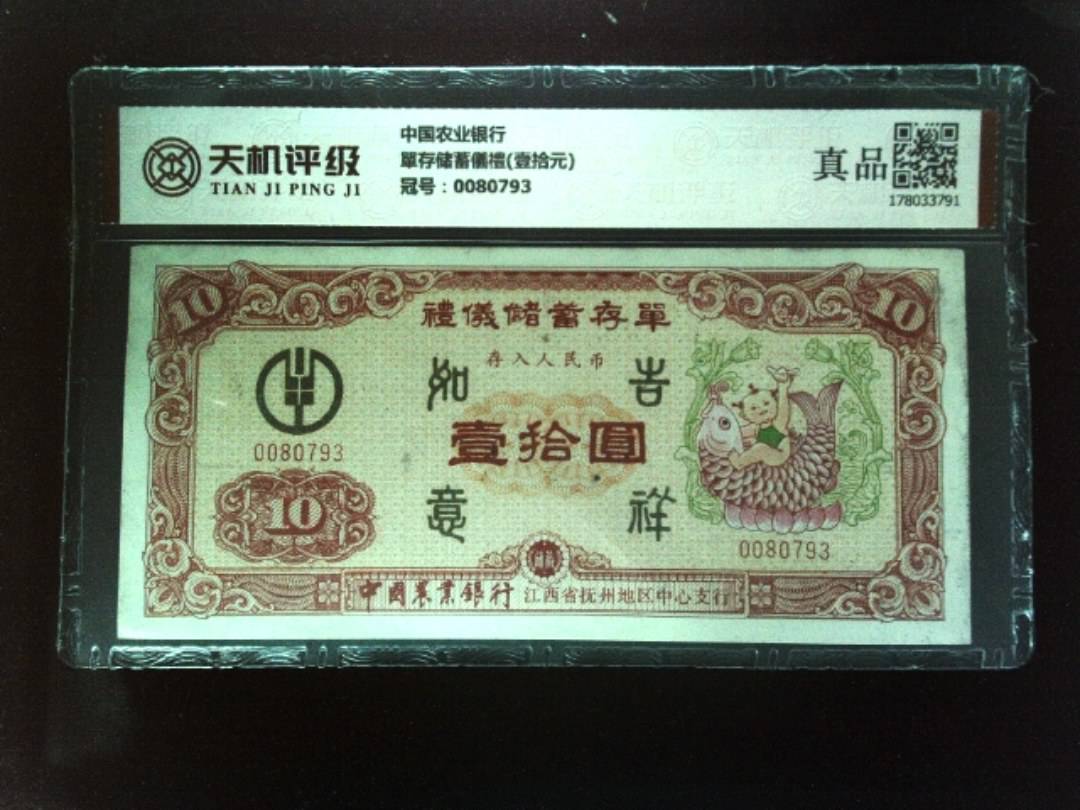 天机评级
TIAN JI PING JI
中国农业银行
單存储蓄儀禮(壹拾元)
冠号：0080793
真品
178033791
10
10
禮儀儲蓄存單
存入人民币
如 吉
0080793
壹拾圓
10
意 祥
0080793
中國農業銀行 江西省抚州地区中心支行